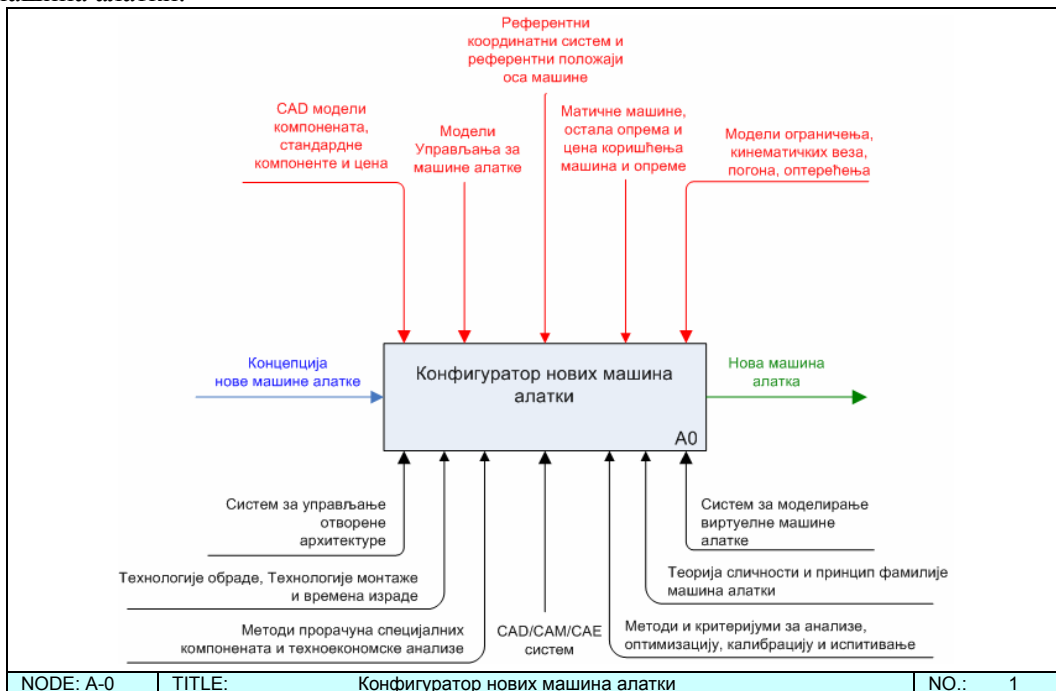 машина алатки.
Референтни
координатни систем и
референтни положаји
оса машине
CAD модели
компонената,
стандардне
компоненте и цена
Модели
Управљања за
машине алатке
Матичне машине,
остала опрема и
цена коришћења
машина и опреме
Модели ограничења,
кинематичких веза,
погона, оптерећења
Концепција
нове машине алатке
Конфигуратор нових машина
алатки
A0
Нова машина
алатка
Систем за управљање
отворене
архитектуре
Систем за моделирање
виртуелне машине
алатке
Технологије обраде, Технологије монтаже
и времена израде
Теорија сличности и принцип фамилије
машина алатки
Методи прорачуна специјалних
компонената и техноекономске анализе
CAD/CAM/CAE
систем
Методи и критеријуми за анализе,
оптимизацију, калибрацију и испитивање
NODE: A-0 TITLE: Конфигуратор нових машина алатки NO.: 1